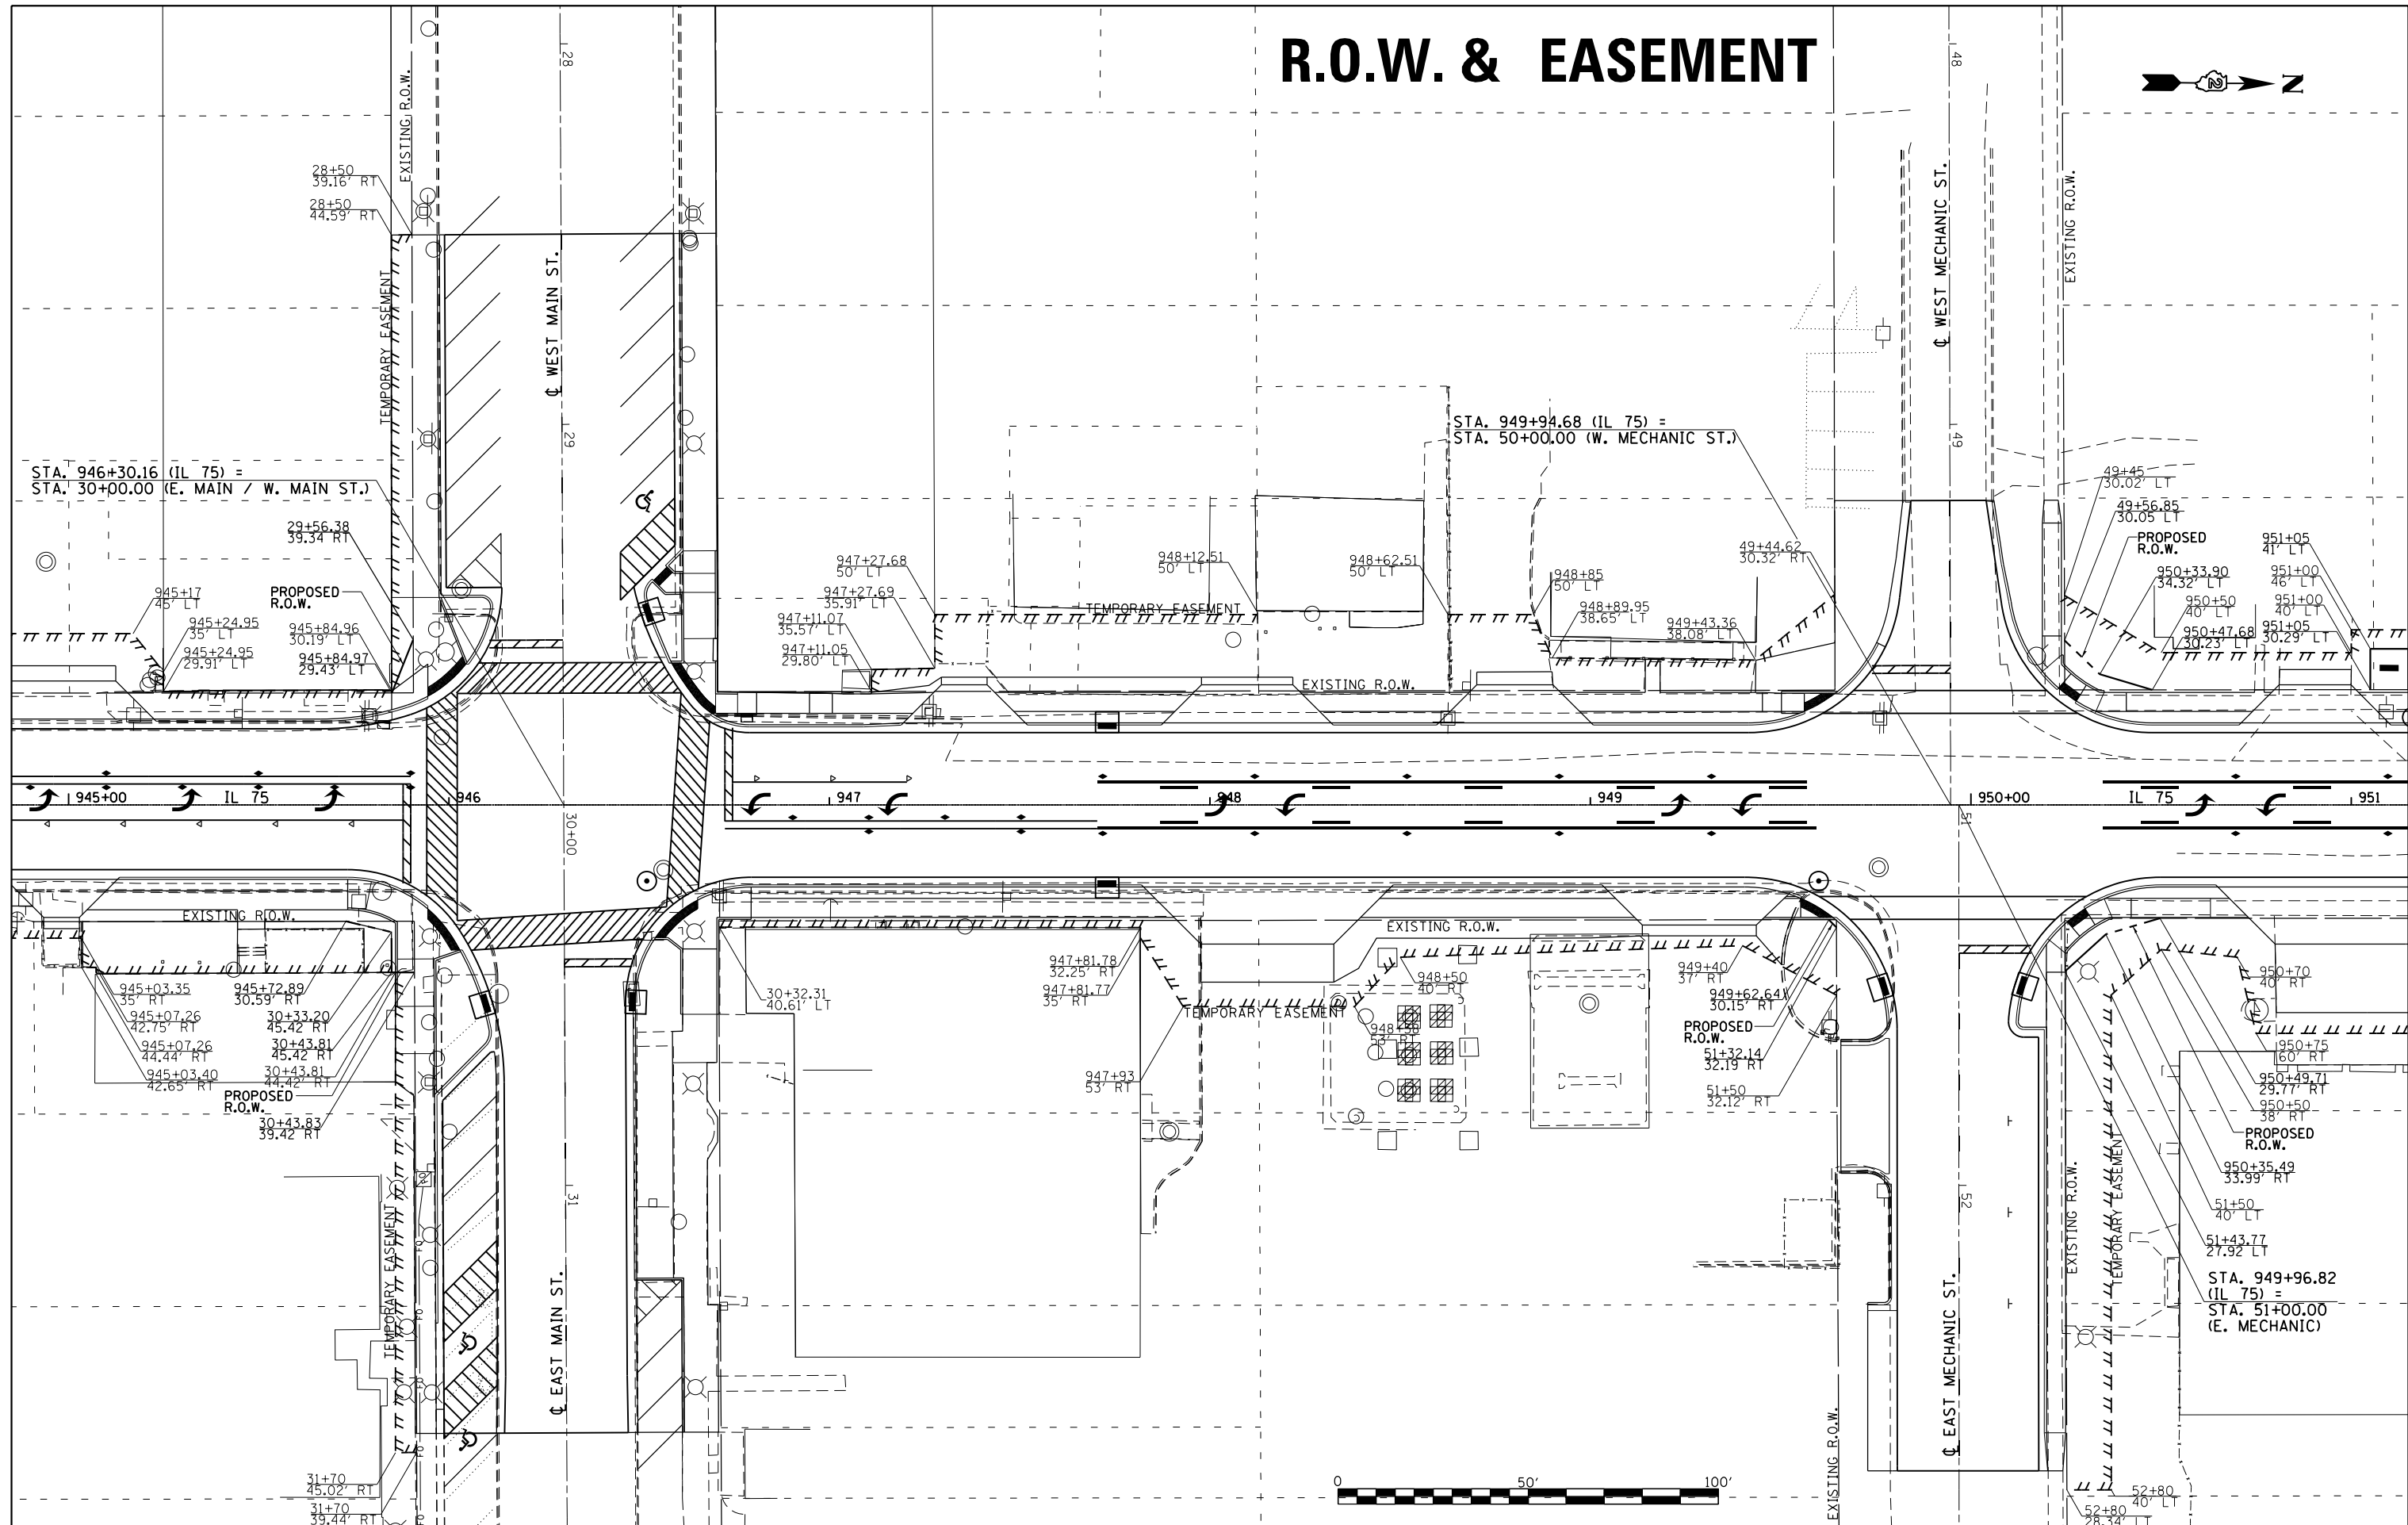 R.O.W. & EASEMENT
28
48
N
2
EXISTING R.O.W.
28+50
39.16' RT
28+50
44.59' RT
TEMPORARY EASEMENT
℄ WEST MAIN ST.
29
℄ WEST MECHANIC ST.
EXISTING R.O.W.
49
STA. 946+30.16 (IL 75) =
STA. 30+00.00 (E. MAIN / W. MAIN ST.)
STA. 949+94.68 (IL 75) =
STA. 50+00.00 (W. MECHANIC ST.)
29+56.38
39.34' RT
PROPOSED
R.O.W.
945+17
45' LT
945+24.95
35' LT
945+24.95
29.91' LT
945+84.96
30.19' LT
945+84.97
29.43' LT
947+27.68
50' LT
947+27.69
35.91' LT
947+11.07
35.57' LT
947+11.05
29.80' LT
948+12.51
50' LT
948+62.51
50' LT
TEMPORARY EASEMENT
948+85
50' LT
948+89.95
38.65' LT
949+43.36
38.08' LT
49+44.62
30.32' RT
EXISTING R.O.W.
49+45
30.02' LT
49+56.85
30.05 LT
PROPOSED
R.O.W.
950+33.90
34.32' LT
950+50
40' LT
950+47.68
30.23' LT
951+05
41' LT
951+00
46' LT
951+00
40' LT
951+05
30.29' LT
945+00
IL 75
946
947
948
949
950+00
IL 75
951
30+00
51
EXISTING R.O.W.
945+03.35
35' RT
945+07.26
42.75' RT
945+07.26
44.44' RT
945+03.40
42.65' RT
945+72.89
30.59' RT
30+33.20
45.42' RT
30+43.81
45.42' RT
30+43.81
44.42' RT
PROPOSED
R.O.W.
30+43.83
39.42' RT
30+32.31
40.61' LT
947+81.78
32.25' RT
947+81.77
35' RT
947+93
53' RT
TEMPORARY EASEMENT
EXISTING R.O.W.
948+50
40' RT
53' RT
949+40
37' RT
949+62.64
30.15' RT
PROPOSED
R.O.W.
51+32.14
32.19' RT
51+50
32.12' RT
950+70
40' RT
950+75
60' RT
950+49.71
29.77' RT
950+50
38' RT
PROPOSED
R.O.W.
950+35.49
33.99' RT
51+50
40' LT
51+43.77
27.92 LT
STA. 949+96.82
(IL 75) =
STA. 51+00.00
(E. MECHANIC)
31
52
TEMPORARY EASEMENT
FO
FO
FO
FO
FO
℄ EAST MAIN ST.
EXISTING R.O.W.
℄ EAST MECHANIC ST.
EXISTING R.O.W.
TEMPORARY EASEMENT
31+70
45.02' RT
31+70
39.44' RT
0 50' 100'
52+80
40' LT
52+80
28.34' LT